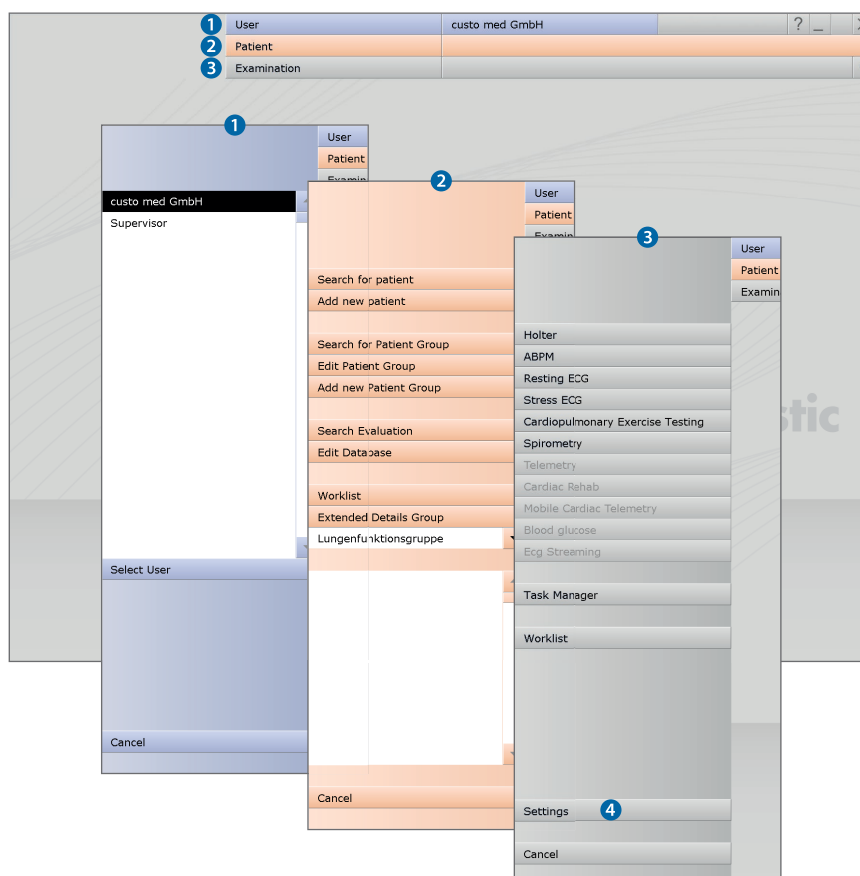 1 User custo med GmbH ? _
2 Patient
3 Examination
1
User
Patient
Examin
custo med GmbH
Supervisor
Select User
Cancel
2
User
Patient
Examin
Search for patient
Add new patient
Search for Patient Group
Edit Patient Group
Add new Patient Group
Search Evaluation
Edit Database
Worklist
Extended Details Group
Lungenfunktionsgruppe
Cancel
3
User
Patient
Examin
Holter
ABPM
Resting ECG
Stress ECG
Cardiopulmonary Exercise Testing
Spirometry
Telemetry
Cardiac Rehab
Mobile Cardiac Telemetry
Blood glucose
Ecg Streaming
Task Manager
Worklist
Settings 4
Cancel
stic